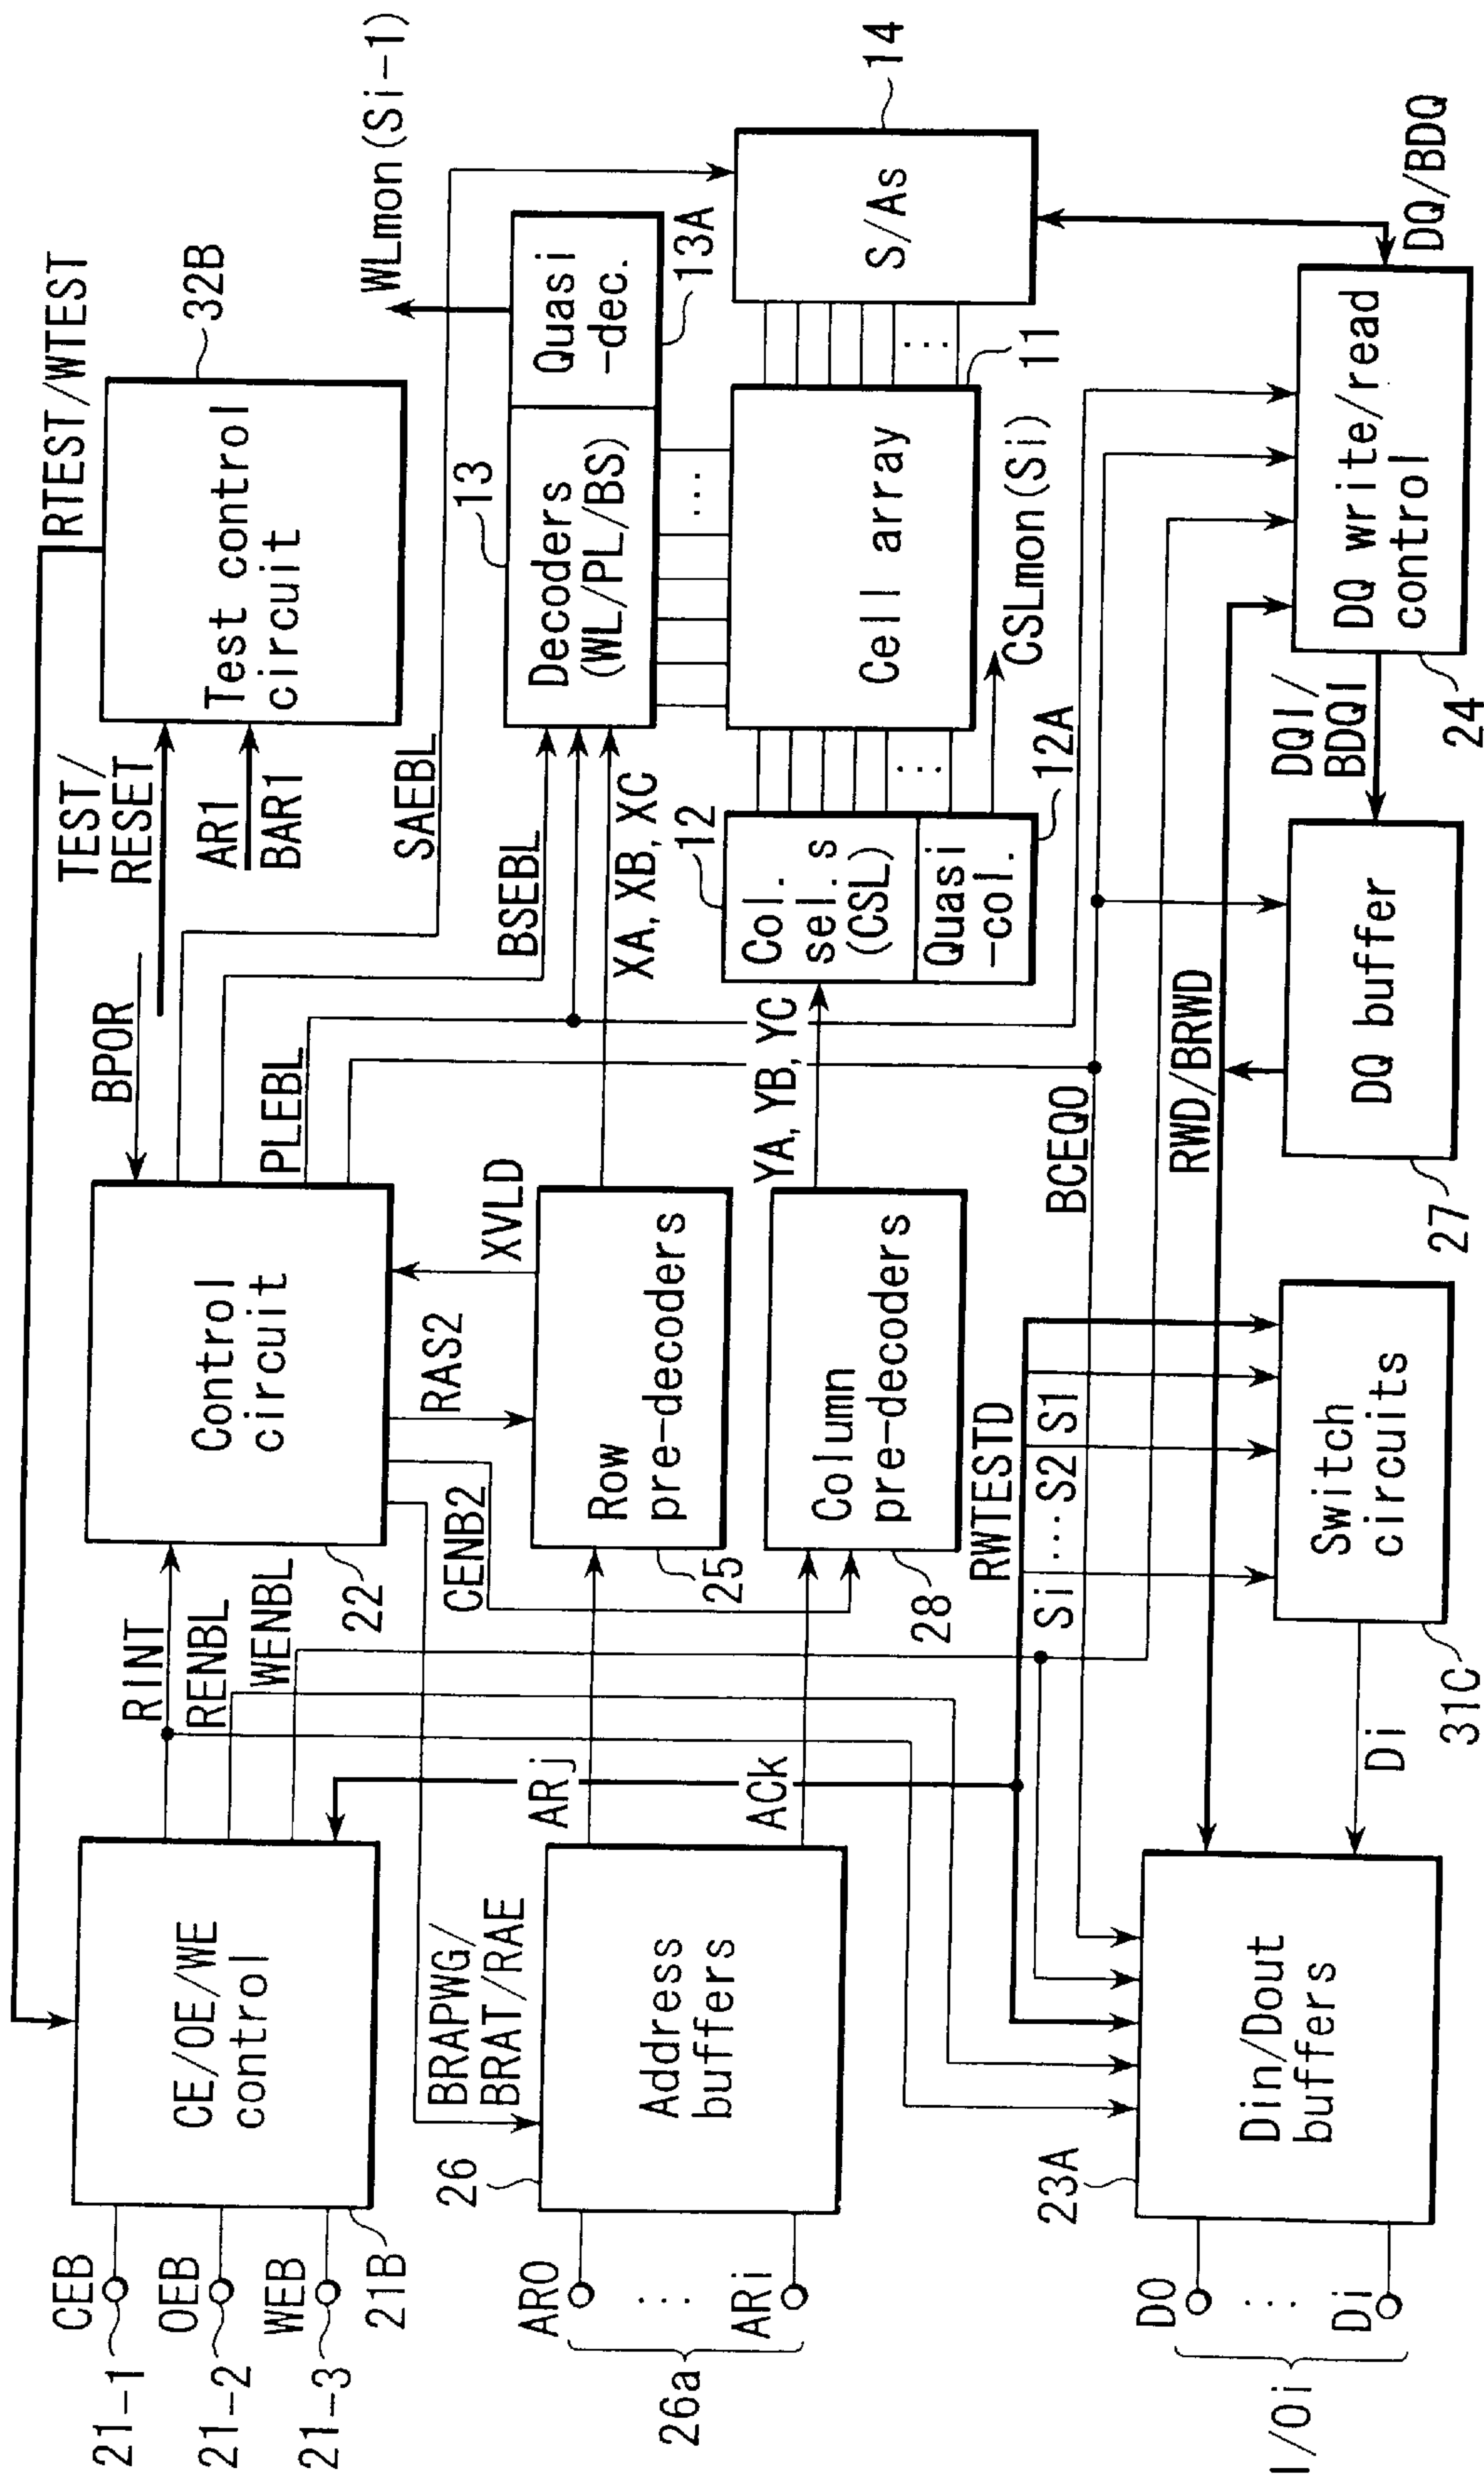 RTEST/WTEST
CEB
21-1
OEB
21-2
WEB
21-3
21B
CE/OE/WE
control
RINT
RENBL
WENBL
Control
circuit
22
BPOR
TEST/
RESET
AR1
BAR1
Test control
circuit
32B
SAEBL
BSEBL
PLEBL
XVLD
RAS2
CENB2
BRAPWG/
BRAT/RAE
WLmon(Si-1)
AR0
⋮
ARi
26a
26
Address
buffers
ARj
ACk
Row
pre-decoders
25
XA, XB, XC
13
Decoders
(WL/PL/BS)
Quasi
-dec.
13A
Column
pre-decoders
28
YA, YB, YC
12
Col.
sel.s
(CSL)
Quasi
-col.
12A
...
Cell array
11
...
...
S/As
14
CSLmon(Si)
BCEQ0
RWTESTD
Si ... S2 S1
RWD/BRWD
D0
⋮
Di
I/Oi
23A
Din/Dout
buffers
Di
Switch
circuits
31C
DQ buffer
27
DQI/
BDQI
DQ write/read
control
24
DQ/BDQ